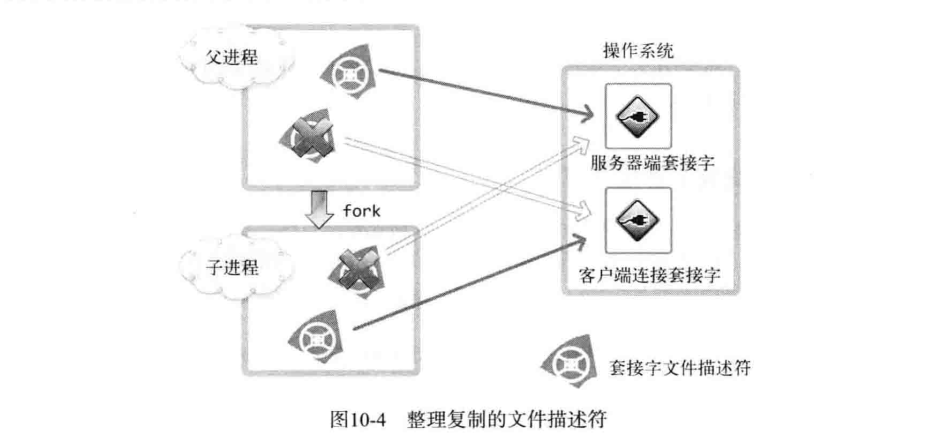 父进程
操作系统
服务器端套接字
fork
子进程
客户端连接套接字
套接字文件描述符
图10-4 整理复制的文件描述符